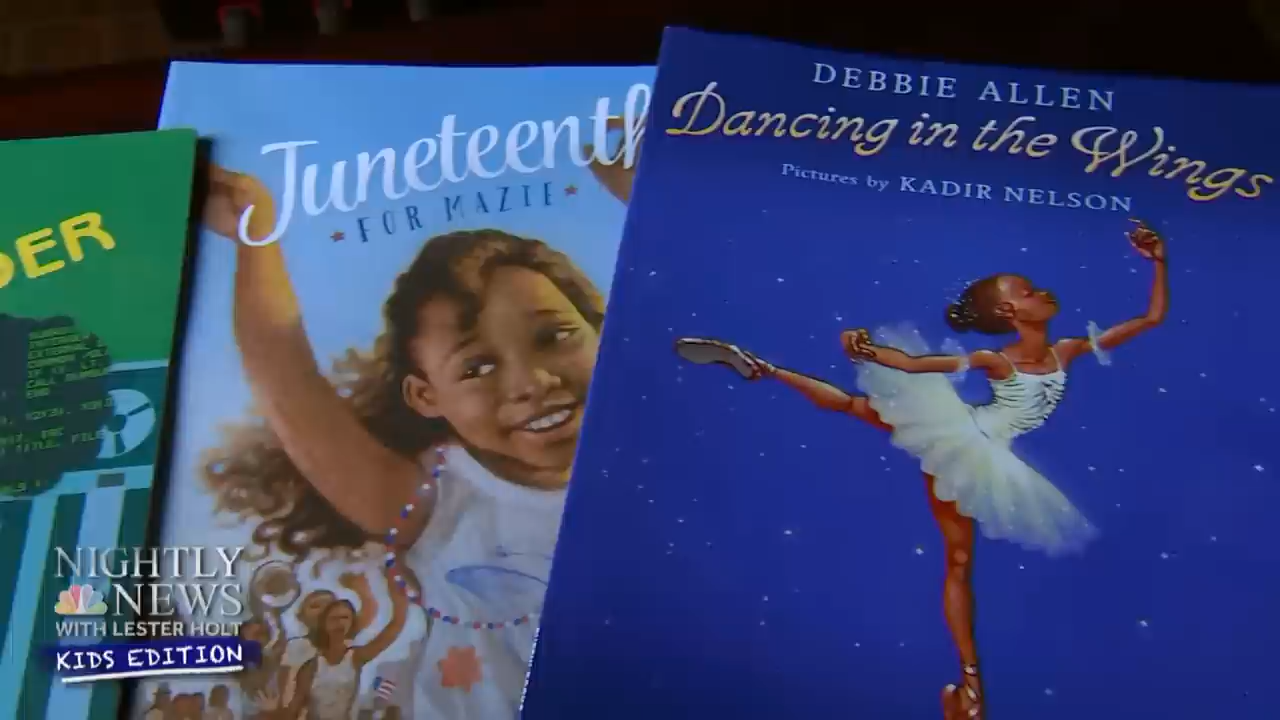 DEBBIE ALLEN
Dancing in the Wings
Pictures by KADIR NELSON
Juneteenth
FOR MAZIE
DER
NIGHTLY
NEWS
WITH LESTER HOLT
KIDS EDITION